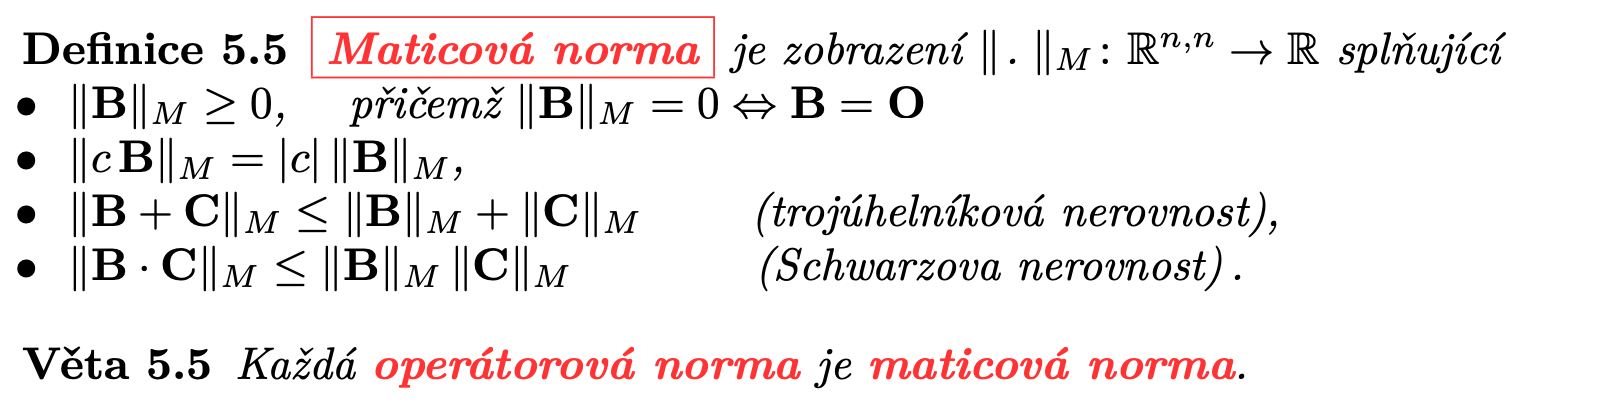 Definice 5.5 Maticová norma je zobrazení ‖ . ‖_M : ℝ^{n,n} → ℝ splňující
• ‖B‖_M ≥ 0, přičemž ‖B‖_M = 0 ⇔ B = O
• ‖c B‖_M = |c| ‖B‖_M,
• ‖B + C‖_M ≤ ‖B‖_M + ‖C‖_M (trojúhelníková nerovnost),
• ‖B · C‖_M ≤ ‖B‖_M ‖C‖_M (Schwarzova nerovnost) .
Věta 5.5 Každá operátorová norma je maticová norma.